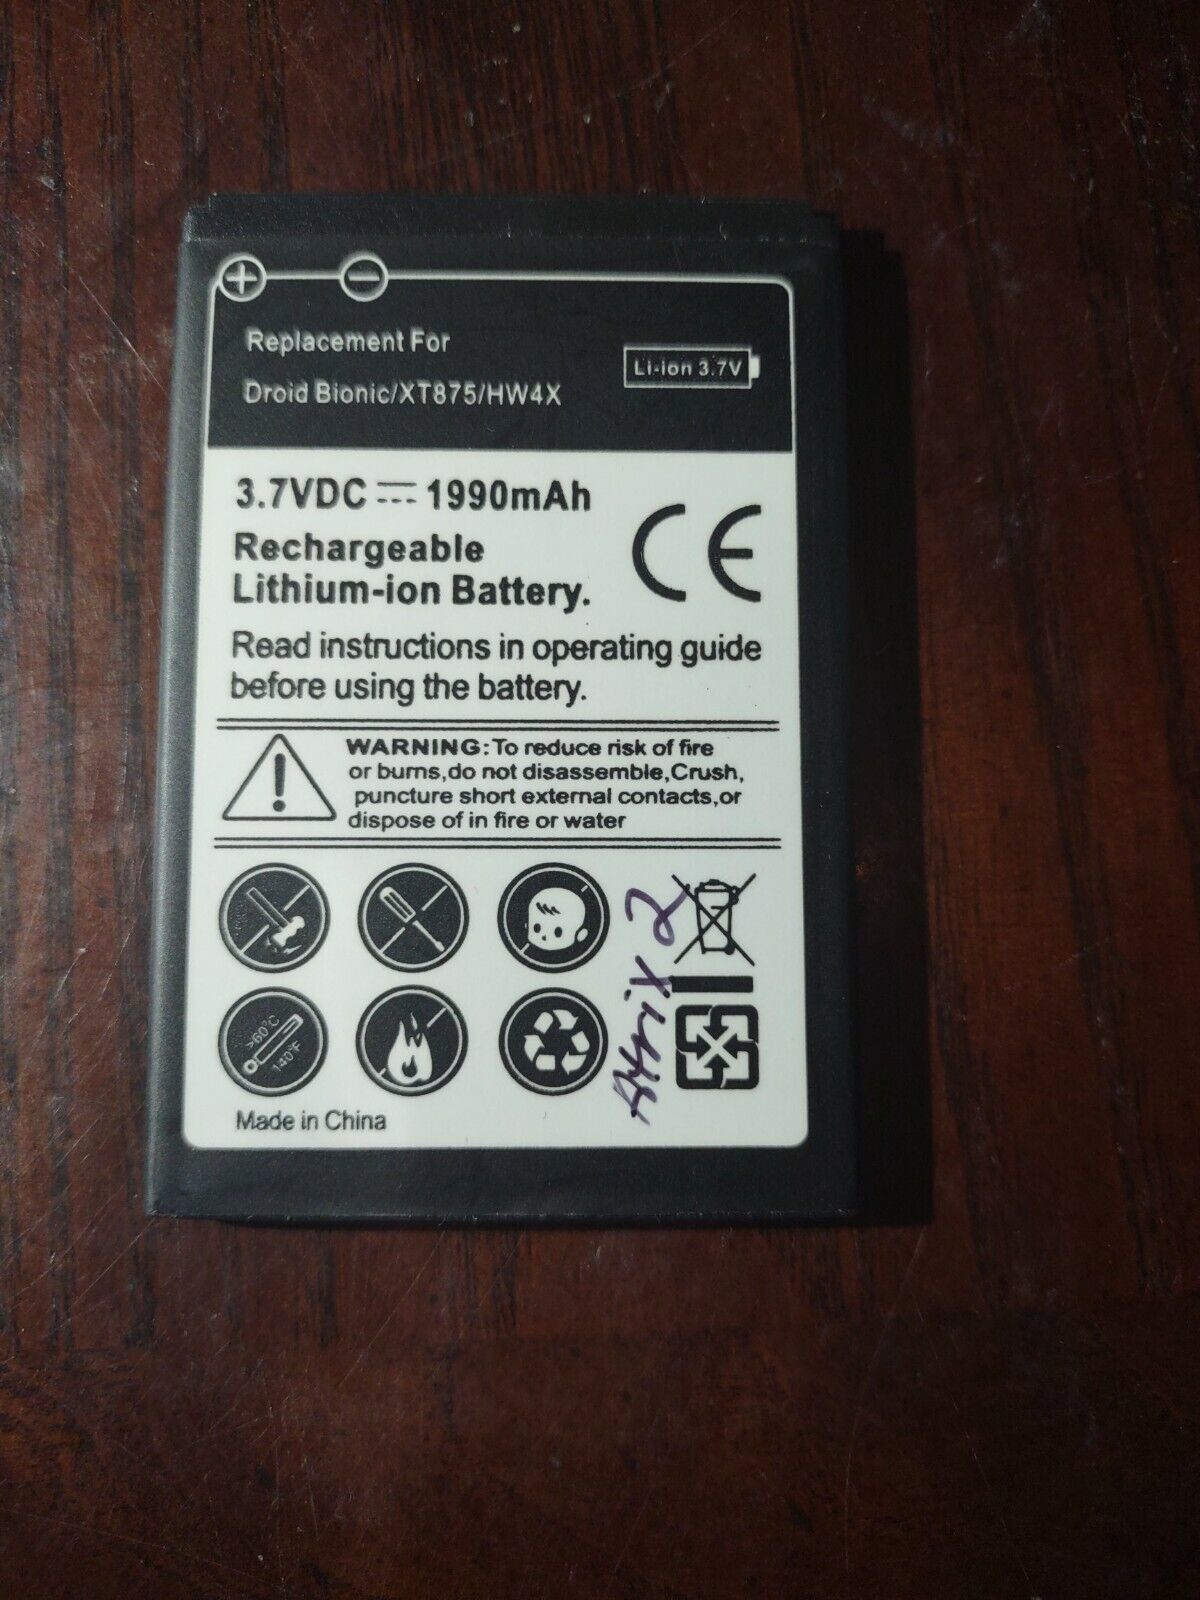 Replacement For
Droid Bionic/XT875/HW4X
Li-ion 3.7V
3.7VDC ⎓ 1990mAh
Rechargeable
Lithium-ion Battery.
CE
Read instructions in operating guide
before using the battery.
WARNING:To reduce risk of fire
or burns,do not disassemble,Crush,
puncture short external contacts,or
dispose of in fire or water
>60°C
140°F
Atrix 2
Made in China